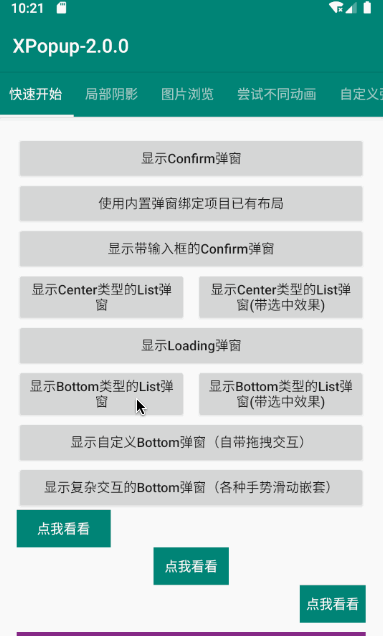 10:21
XPopup-2.0.0
快速开始 局部阴影 图片浏览 尝试不同动画 自定义
显示Confirm弹窗
使用内置弹窗绑定项目已有布局
显示带输入框的Confirm弹窗
显示Center类型的List弹
窗
显示Center类型的List弹
窗(带选中效果)
显示Loading弹窗
显示Bottom类型的List弹
窗
显示Bottom类型的List弹
窗(带选中效果)
显示自定义Bottom弹窗（自带拖拽交互）
显示复杂交互的Bottom弹窗（各种手势滑动嵌套）
点我看看
点我看看
点我看看